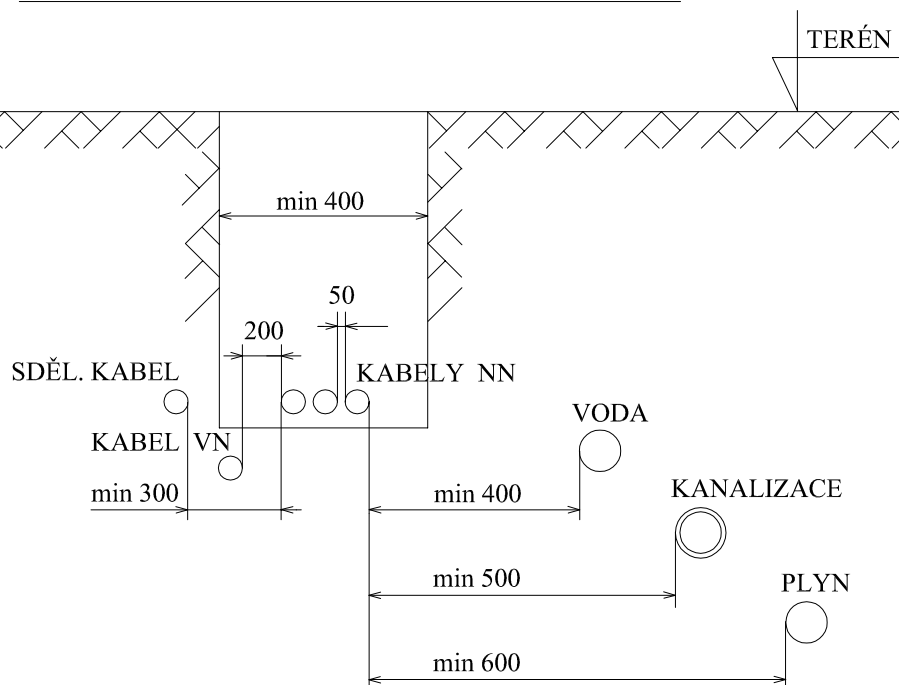 TERÉN
min 400
50
200
SDĚL. KABEL
KABELY NN
VODA
KABEL VN
min 300
min 400
KANALIZACE
min 500
PLYN
min 600